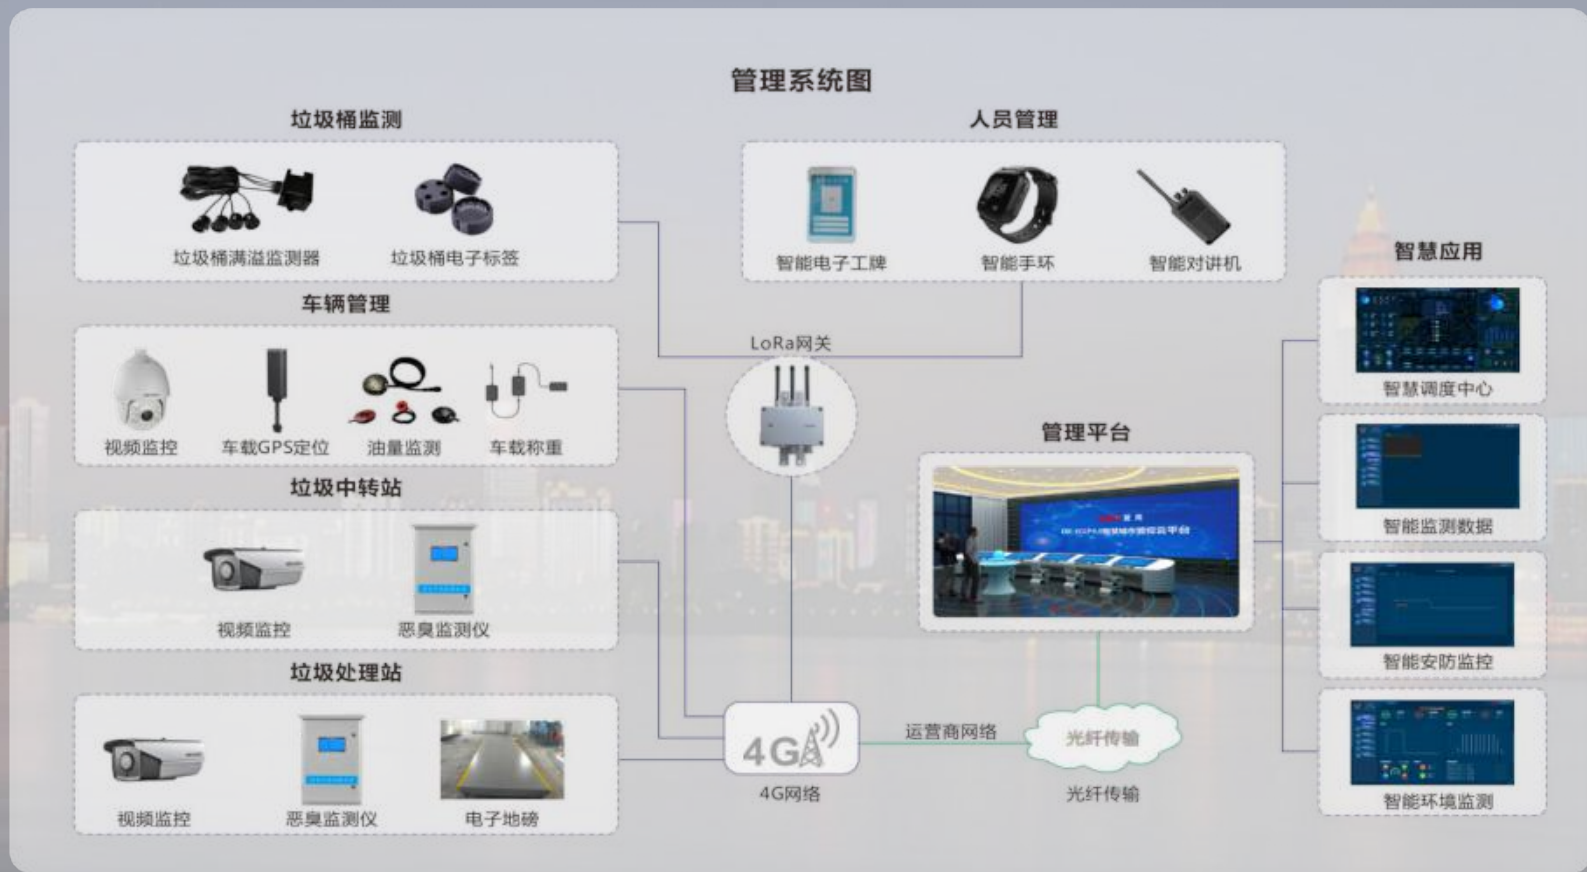 管理系统图
垃圾桶监测
垃圾桶满溢监测器
垃圾桶电子标签
人员管理
智能电子工牌
智能手环
智能对讲机
车辆管理
视频监控
车载GPS定位
油量监测
车载称重
LoRa网关
垃圾中转站
视频监控
恶臭监测仪
垃圾处理站
视频监控
恶臭监测仪
电子地磅
4G
4G网络
运营商网络
光纤传输
光纤传输
管理平台
智慧应用
智慧调度中心
智能监测数据
智能安防监控
智能环境监测